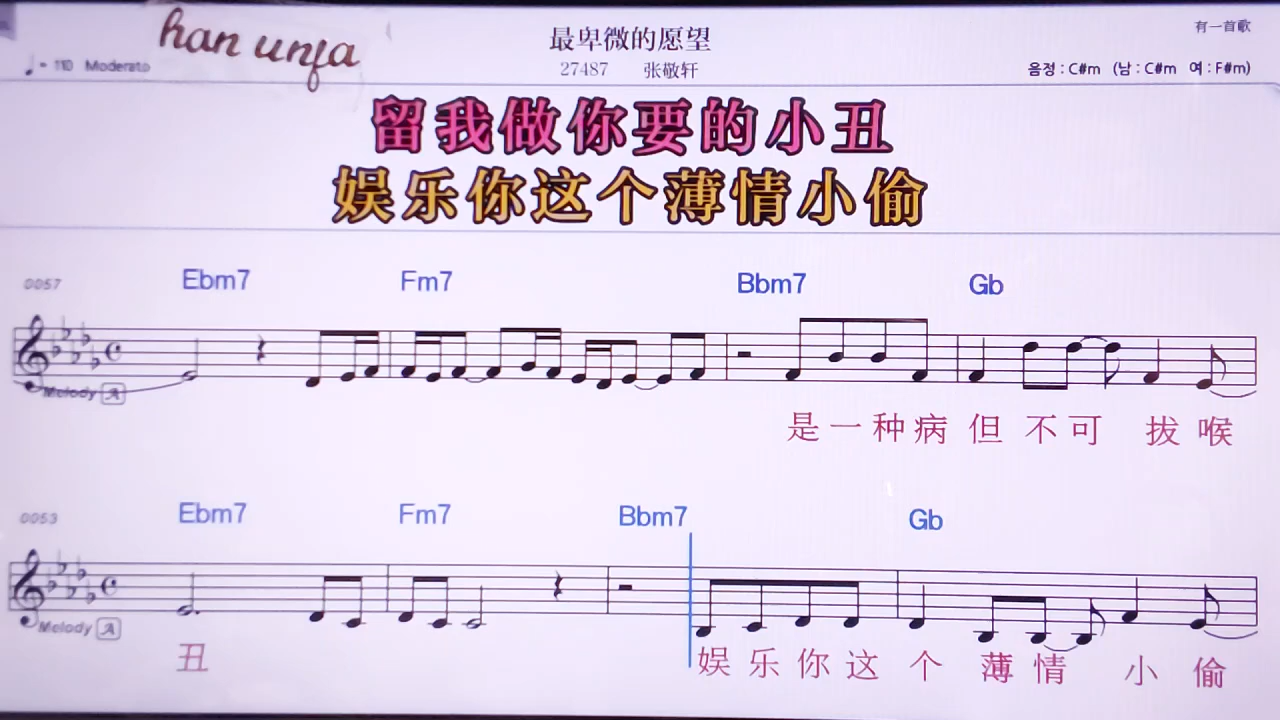 han unfa
最卑微的愿望
有一首歌
♩= 110 Moderato
27487 张敬轩
음정 : C#m (남 : C#m 여 : F#m)
留我做你要的小丑
娱乐你这个薄情小偷
0057 Ebm7 Fm7 Bbm7 Gb
Melody A
是一种病 但 不可 拔 喉
0053 Ebm7 Fm7 Bbm7 Gb
Melody A
丑 娱乐你这 个 薄情 小 偷